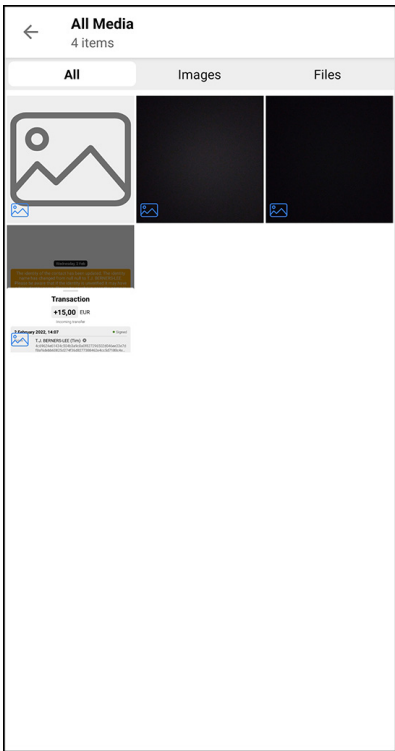 All Media
4 items
All Images Files
Wednesday, 2 Feb
Transaction
+15,00 EUR
Incoming transfer
2 February 2022, 14:07 Signed
T.J. BERNERS-LEE (Tim)